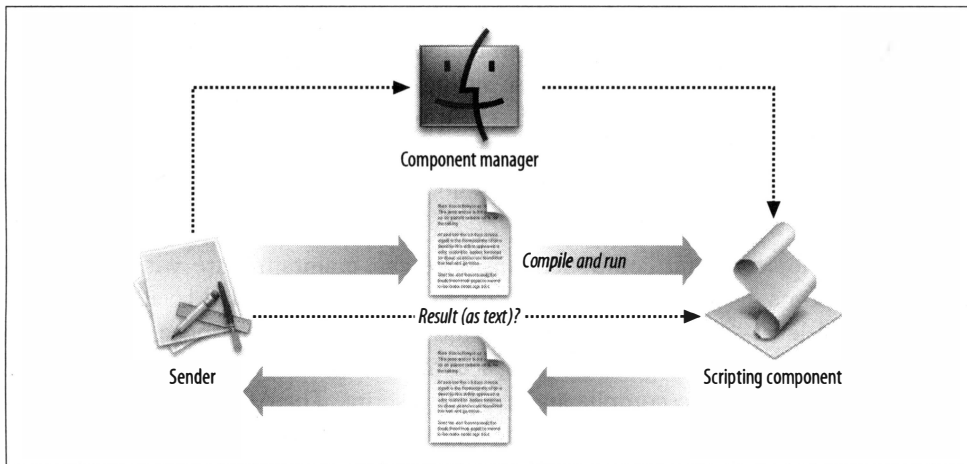 Component manager
Compile and run
Result (as text)?
Sender
Scripting component